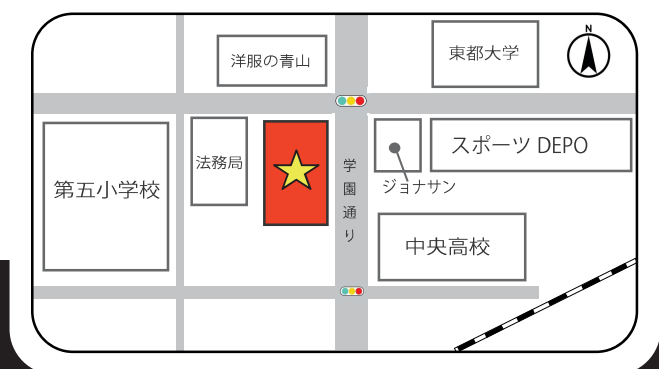 N
東都大学
洋服の青山
スポーツ DEPO
法務局
第五小学校
ジョナサン
学園通り
中央高校